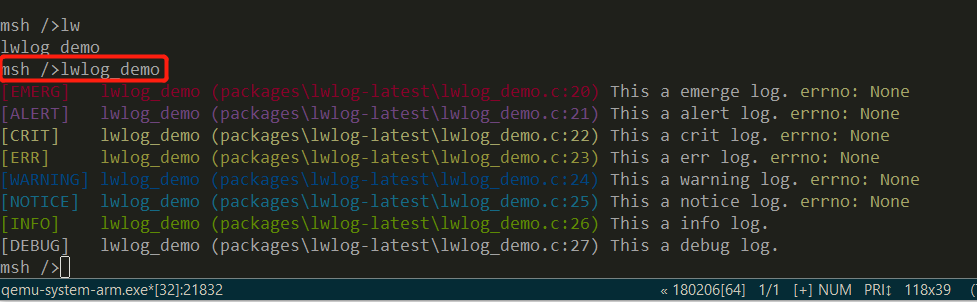 msh />lw
lwlog_demo
msh />lwlog_demo
[EMERG] lwlog_demo (packages\lwlog-latest\lwlog_demo.c:20) This a emerge log. errno: None
[ALERT] lwlog_demo (packages\lwlog-latest\lwlog_demo.c:21) This a alert log. errno: None
[CRIT] lwlog_demo (packages\lwlog-latest\lwlog_demo.c:22) This a crit log. errno: None
[ERR] lwlog_demo (packages\lwlog-latest\lwlog_demo.c:23) This a err log. errno: None
[WARNING] lwlog_demo (packages\lwlog-latest\lwlog_demo.c:24) This a warning log. errno: None
[NOTICE] lwlog_demo (packages\lwlog-latest\lwlog_demo.c:25) This a notice log. errno: None
[INFO] lwlog_demo (packages\lwlog-latest\lwlog_demo.c:26) This a info log.
[DEBUG] lwlog_demo (packages\lwlog-latest\lwlog_demo.c:27) This a debug log.
msh />
qemu-system-arm.exe*[32]:21832 « 180206[64] 1/1 [+] NUM PRI↕ 118x39 (